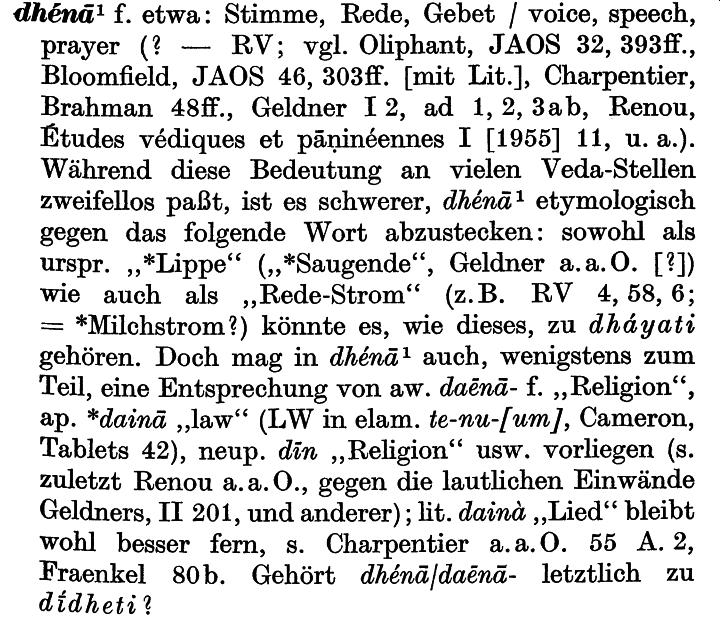 dhénā¹ f. etwa: Stimme, Rede, Gebet / voice, speech,
prayer (? — RV; vgl. Oliphant, JAOS 32, 393ff.,
Bloomfield, JAOS 46, 303ff. [mit Lit.], Charpentier,
Brahman 48ff., Geldner I 2, ad 1, 2, 3ab, Renou,
Études védiques et pāṇinéennes I [1955] 11, u. a.).
Während diese Bedeutung an vielen Veda-Stellen
zweifellos paßt, ist es schwerer, dhénā¹ etymologisch
gegen das folgende Wort abzustecken: sowohl als
urspr. „*Lippe“ („*Saugende“, Geldner a. a. O. [?])
wie auch als „Rede-Strom“ (z. B. RV 4, 58, 6;
= *Milchstrom?) könnte es, wie dieses, zu dháyati
gehören. Doch mag in dhénā¹ auch, wenigstens zum
Teil, eine Entsprechung von aw. daēnā- f. „Religion“,
ap. *dainā „law“ (LW in elam. te-nu-[um], Cameron,
Tablets 42), neup. dīn „Religion“ usw. vorliegen (s.
zuletzt Renou a. a. O., gegen die lautlichen Einwände
Geldners, II 201, und anderer); lit. dainà „Lied“ bleibt
wohl besser fern, s. Charpentier a. a. O. 55 A. 2,
Fraenkel 80b. Gehört dhénā/daēnā- letztlich zu
dī́dheti?